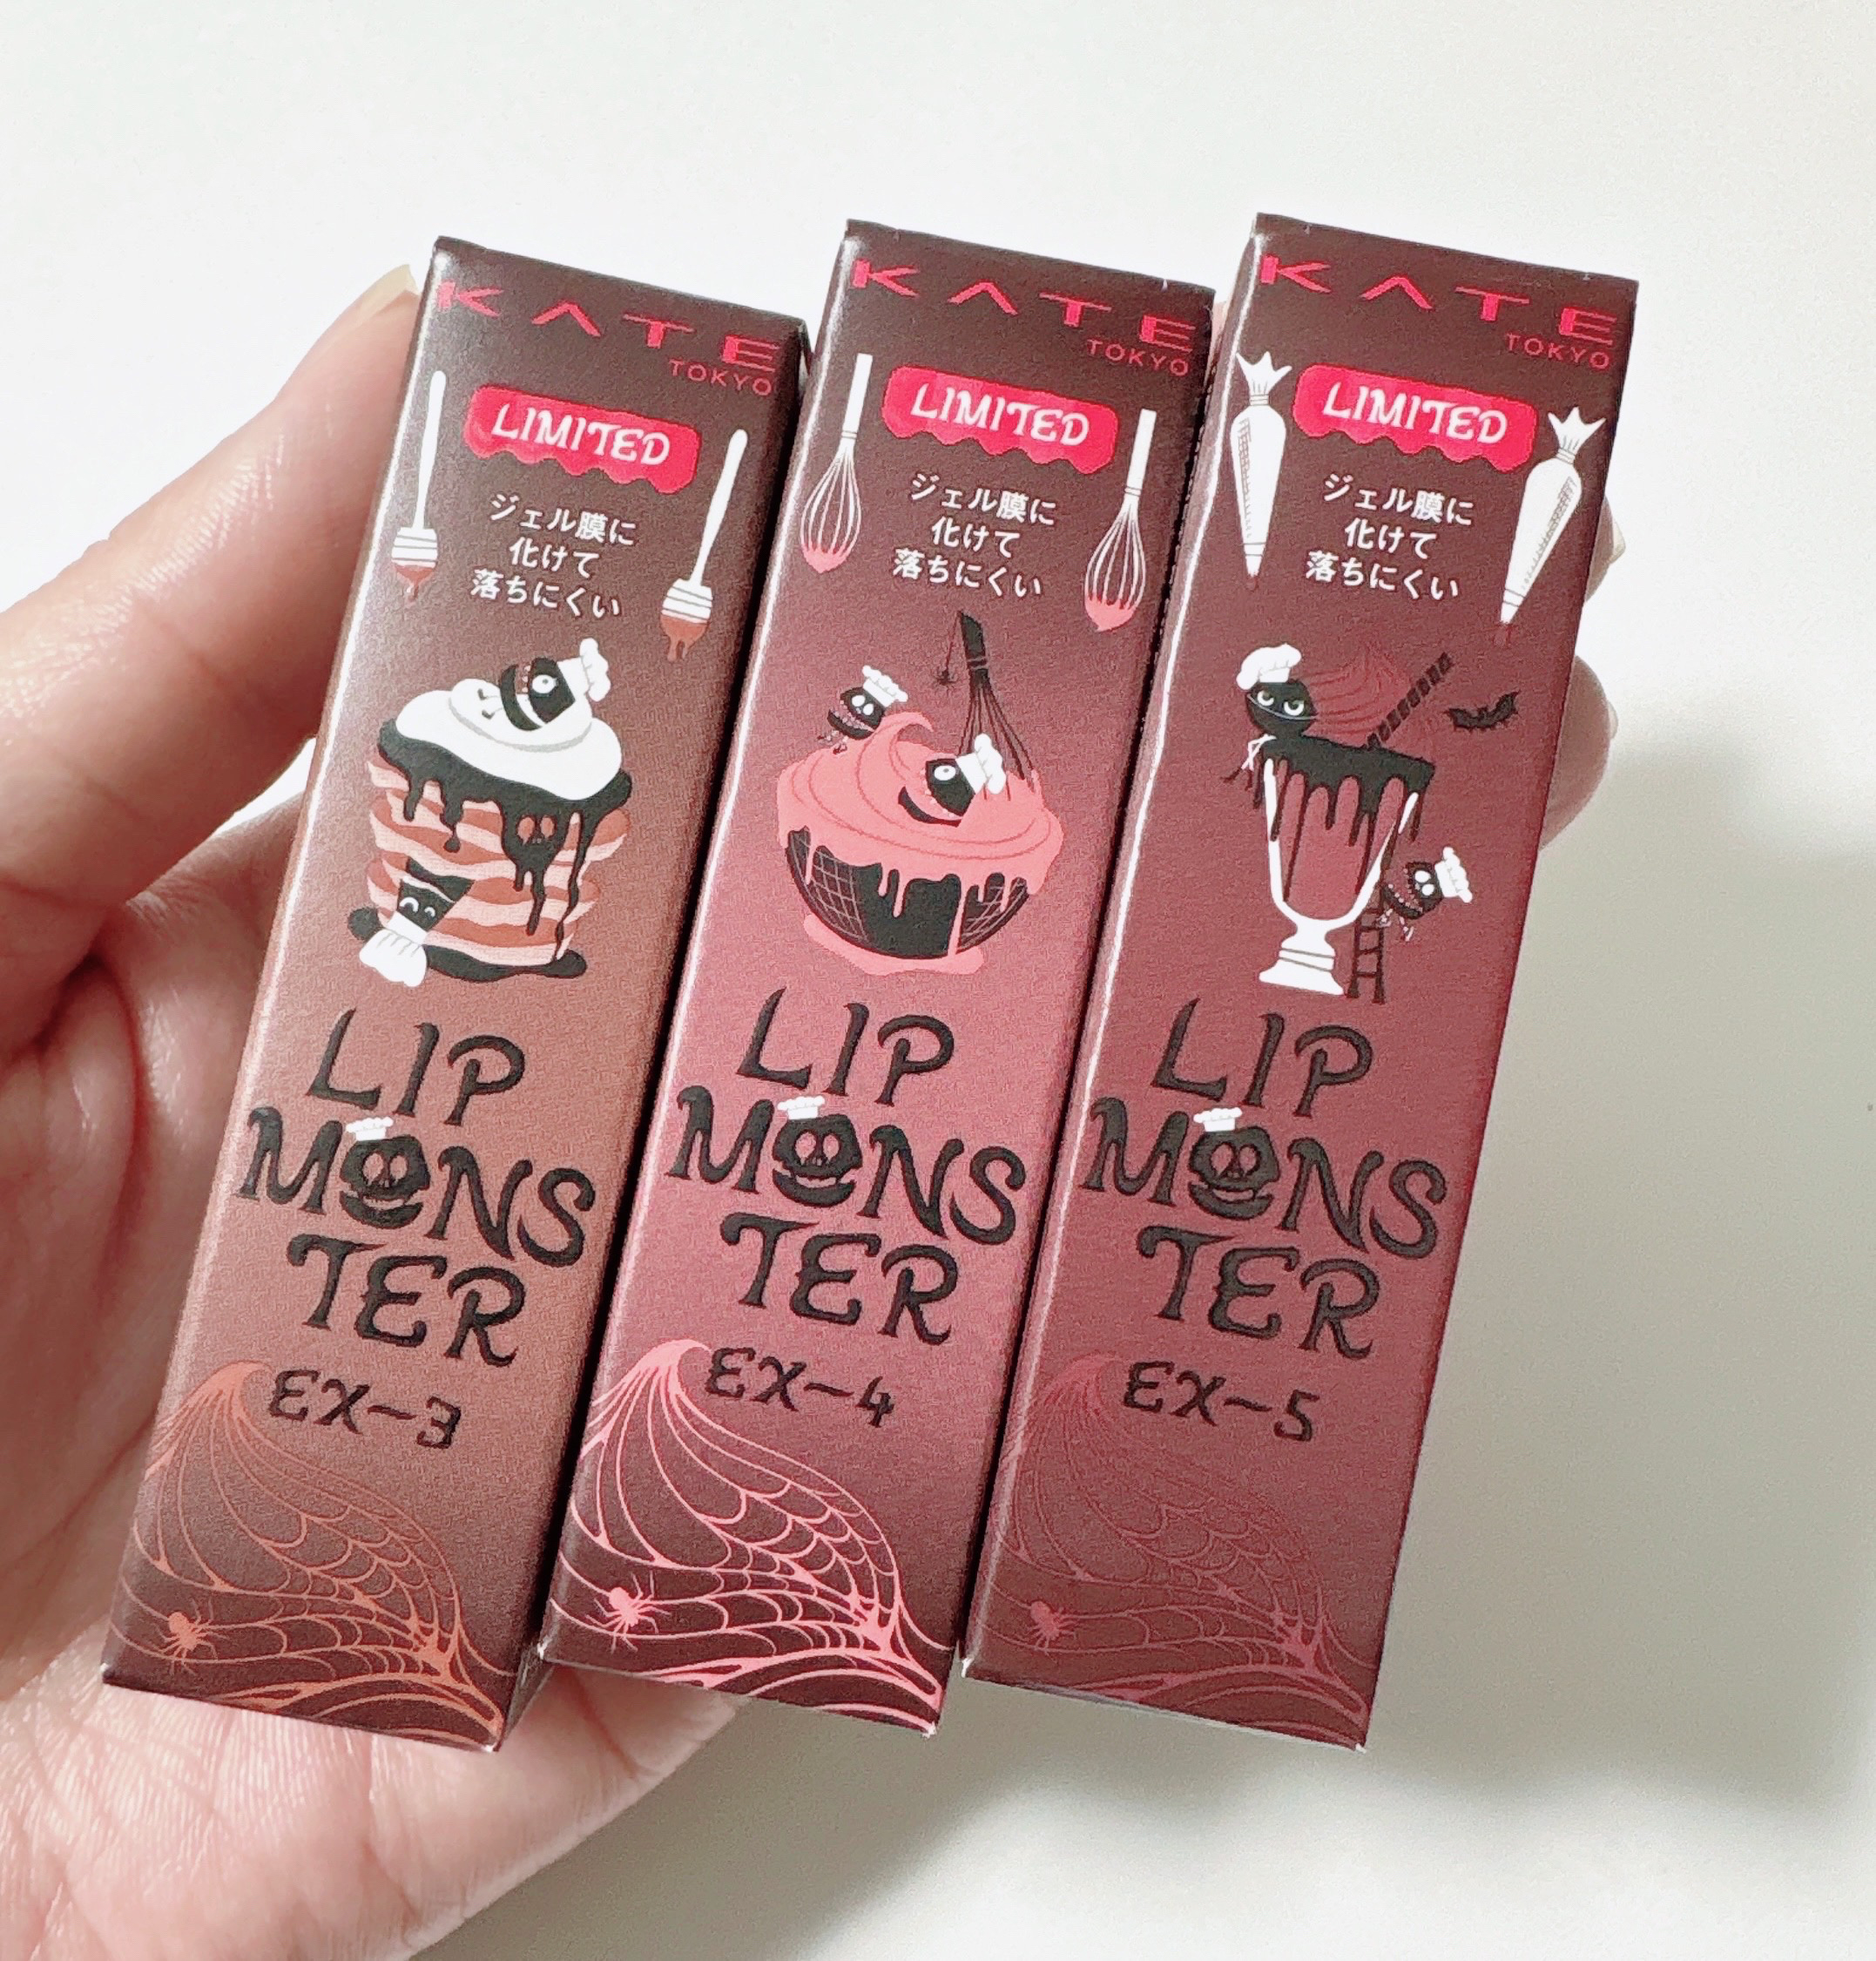 KATE
TOKYO
LIMITED
ジェル膜に
化けて
落ちにくい
LIP
MONS
TER
EX-3
KATE
TOKYO
LIMITED
ジェル膜に
化けて
落ちにくい
LIP
MONS
TER
EX-4
KATE
TOKYO
LIMITED
ジェル膜に
化けて
落ちにくい
LIP
MONS
TER
EX-5